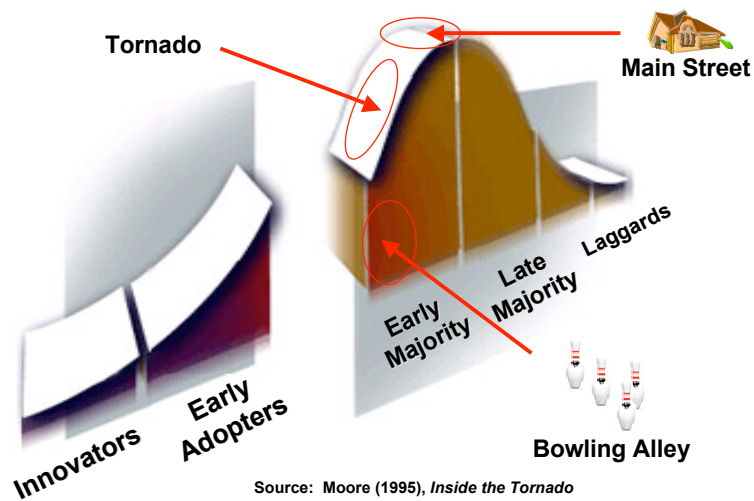 Tornado
Main Street
Innovators
Early
Adopters
Early
Majority
Late
Majority
Laggards
Bowling Alley
Source: Moore (1995), Inside the Tornado